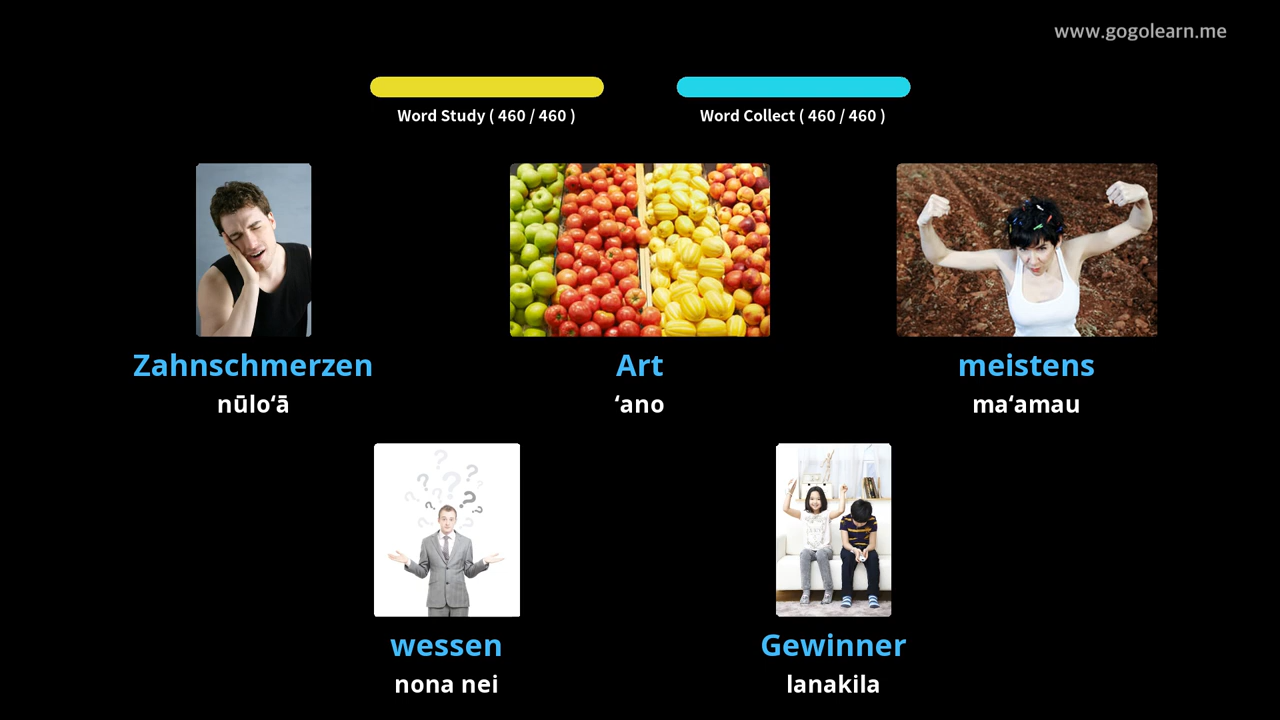 www.gogolearn.me
Word Study ( 460 / 460 )
Word Collect ( 460 / 460 )
Zahnschmerzen
nūloʻā
Art
ʻano
meistens
maʻamau
wessen
nona nei
Gewinner
lanakila